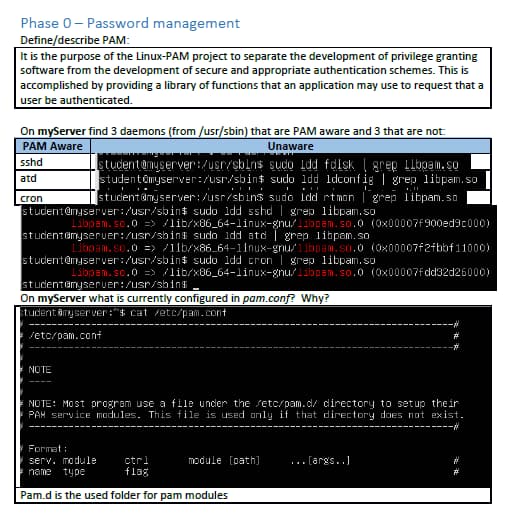 Phase 0 – Password management
Define/describe PAM:
It is the purpose of the Linux-PAM project to separate the development of privilege granting
software from the development of secure and appropriate authentication schemes. This is
accomplished by providing a library of functions that an application may use to request that a
user be authenticated.
On myServer find 3 daemons (from /usr/sbin) that are PAM aware and 3 that are not:
PAM Aware Unaware
sshd student@myserver:/usr/sbin$ sudo ldd fdisk | grep libpam.so
atd student@myserver:/usr/sbin$ sudo ldd ldconfig | grep libpam.so
cron student@myserver:/usr/sbin$ sudo ldd rtmon | grep libpam.so
student@myserver:/usr/sbin$ sudo ldd sshd | grep libpam.so
libpam.so.0 => /lib/x86_64-linux-gnu/libpam.so.0 (0x00007f900ed9c000)
student@myserver:/usr/sbin$ sudo ldd atd | grep libpam.so
libpam.so.0 => /lib/x86_64-linux-gnu/libpam.so.0 (0x00007f2fbbf11000)
student@myserver:/usr/sbin$ sudo ldd cron | grep libpam.so
libpam.so.0 => /lib/x86_64-linux-gnu/libpam.so.0 (0x00007fdd32d26000)
student@myserver:/usr/sbin$ _
On myServer what is currently configured in pam.conf? Why?
tudent@myserver:~$ cat /etc/pam.conf
# ---------------------------------------------------------------------------#
# /etc/pam.conf #
# ---------------------------------------------------------------------------#
#
# NOTE
# ----
#
# NOTE: Most program use a file under the /etc/pam.d/ directory to setup their
# PAM service modules. This file is used only if that directory does not exist.
# ---------------------------------------------------------------------------#
# Format:
# serv. module ctrl module [path] ...[args..] #
# name type flag #
Pam.d is the used folder for pam modules